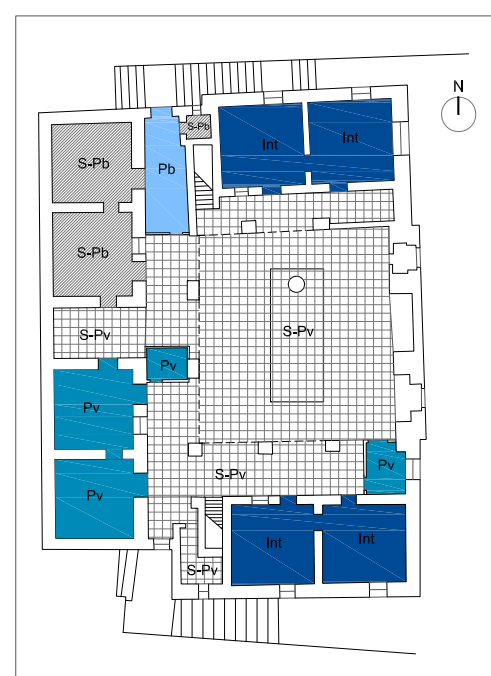 N
S-Pb
Int
Int
S-Pb
Pb
S-Pb
S-Pv
S-Pv
Pv
Pv
Pv
S-Pv
Pv
Int
Int
S-Pv